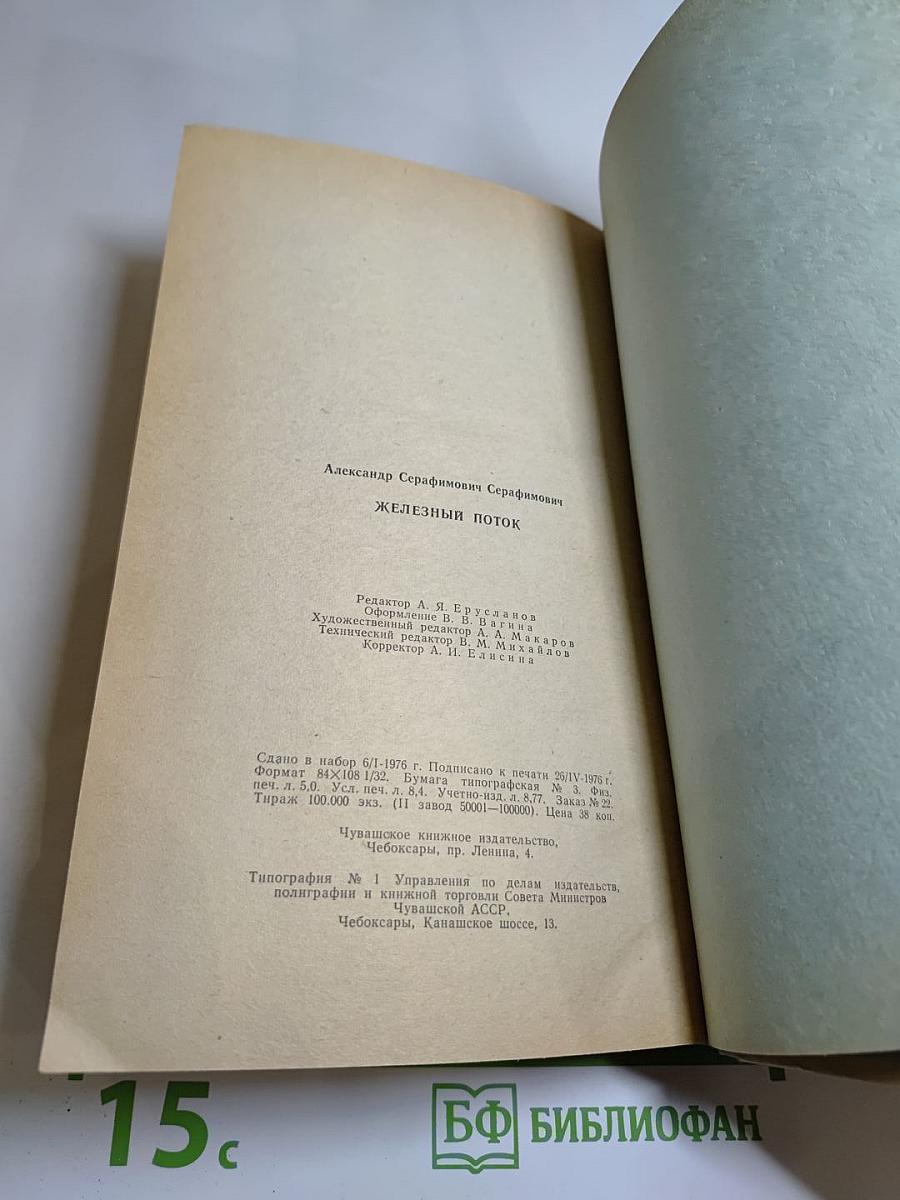 Александр Серафимович Серафимович
ЖЕЛЕЗНЫЙ ПОТОК
Редактор А. Я. Ерусланов
Оформление В. В. Вагина
Художественный редактор А. А. Макаров
Технический редактор В. М. Михайлов
Корректор А. И. Елисина
Сдано в набор 6/I-1976 г. Подписано к печати 26/IV-1976 г.
Формат 84×108 1/32. Бумага типографская № 3. Физ.
печ. л. 5,0. Усл. печ. л. 8,4. Учетно-изд. л. 8,77. Заказ № 22.
Тираж 100.000 экз. (II завод 50001—100000). Цена 38 коп.
Чувашское книжное издательство,
Чебоксары, пр. Ленина, 4.
Типография № 1 Управления по делам издательств,
полиграфии и книжной торговли Совета Министров
Чувашской АССР.
Чебоксары, Канашское шоссе, 13.
15 с
БФ БИБЛИОФАН